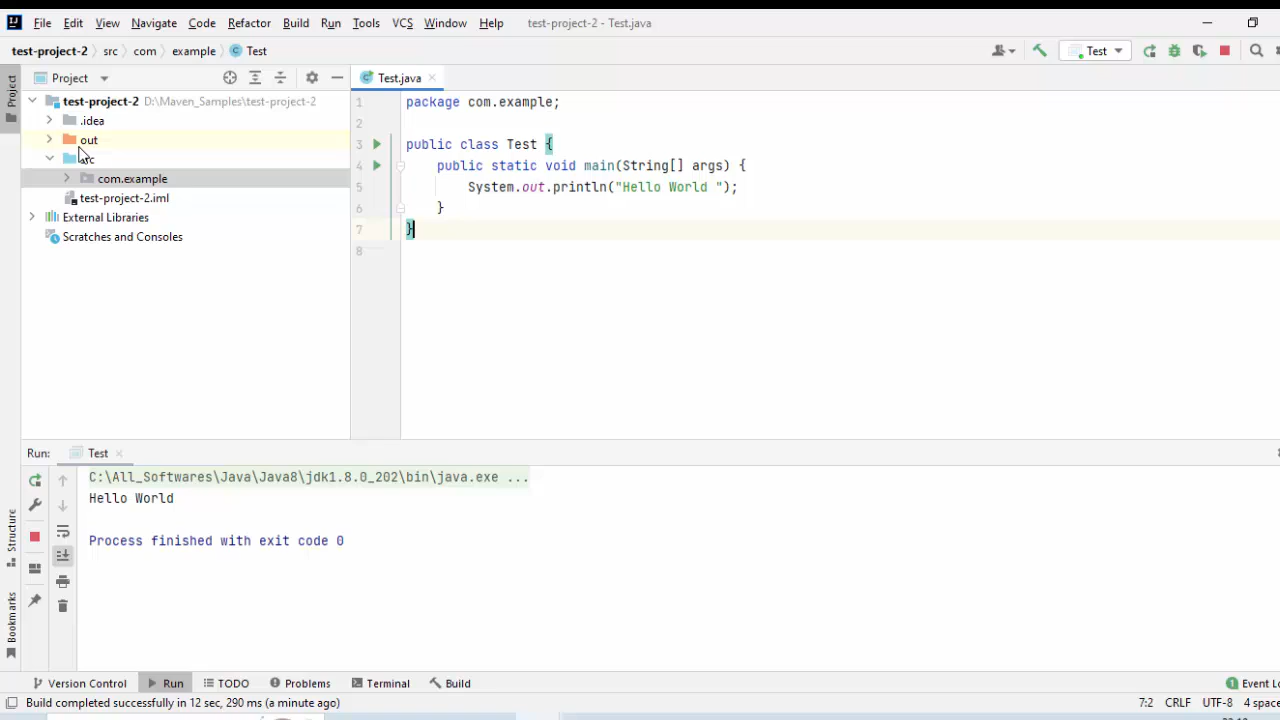 File Edit View Navigate Code Refactor Build Run Tools VCS Window Help test-project-2 - Test.java
test-project-2 src com example Test
Test
Project
Project
Test.java
test-project-2 D:\Maven_Samples\test-project-2
.idea
out
com.example
test-project-2.iml
External Libraries
Scratches and Consoles
1 package com.example;
2
3 public class Test {
4 public static void main(String[] args) {
5 System.out.println("Hello World ");
6 }
7 }
8
Run: Test
C:\All_Softwares\Java\Java8\jdk1.8.0_202\bin\java.exe ...
Hello World
Process finished with exit code 0
Structure
Bookmarks
Version Control Run TODO Problems Terminal Build Event Lo
Build completed successfully in 12 sec, 290 ms (a minute ago) 7:2 CRLF UTF-8 4 space